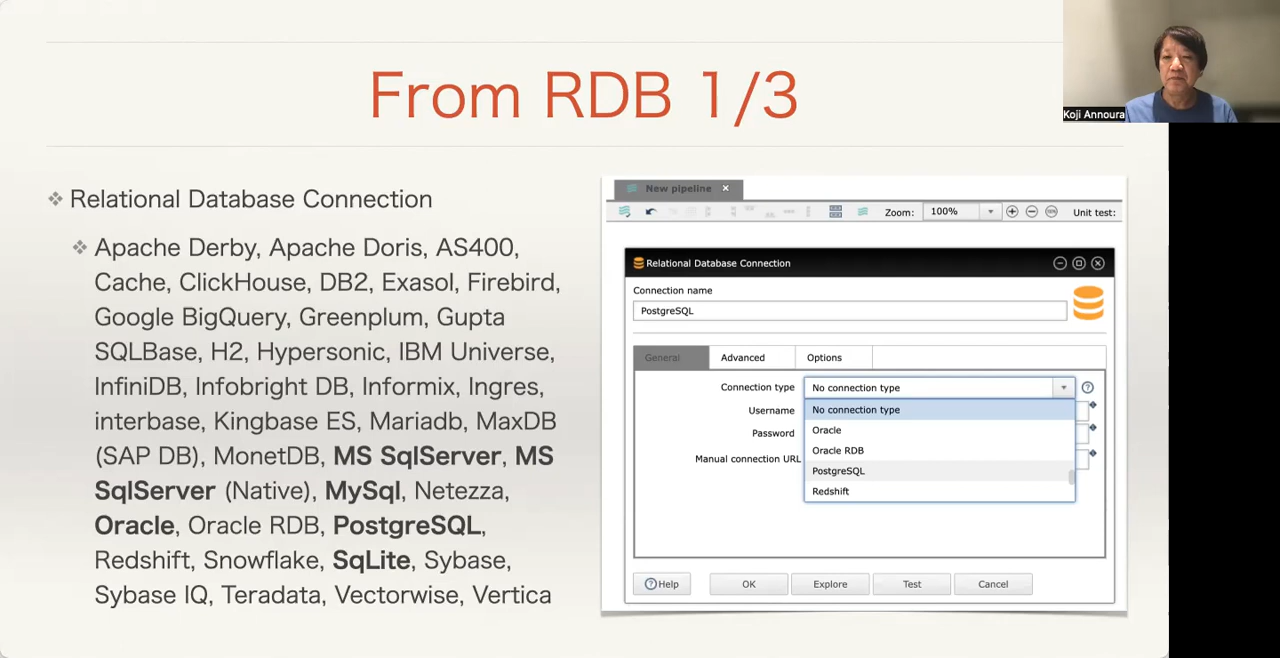 From RDB 1/3
Koji Annoura
Relational Database Connection
Apache Derby, Apache Doris, AS400,
Cache, ClickHouse, DB2, Exasol, Firebird,
Google BigQuery, Greenplum, Gupta
SQLBase, H2, Hypersonic, IBM Universe,
InfiniDB, Infobright DB, Informix, Ingres,
interbase, Kingbase ES, Mariadb, MaxDB
(SAP DB), MonetDB, MS SqlServer, MS
SqlServer (Native), MySql, Netezza,
Oracle, Oracle RDB, PostgreSQL,
Redshift, Snowflake, SqLite, Sybase,
Sybase IQ, Teradata, Vectorwise, Vertica
New pipeline
Zoom: 100% Unit test:
Relational Database Connection
Connection name
PostgreSQL
General Advanced Options
Connection type No connection type
Username No connection type
Oracle
Password
Oracle RDB
Manual connection URL
PostgreSQL
Redshift
Help OK Explore Test Cancel